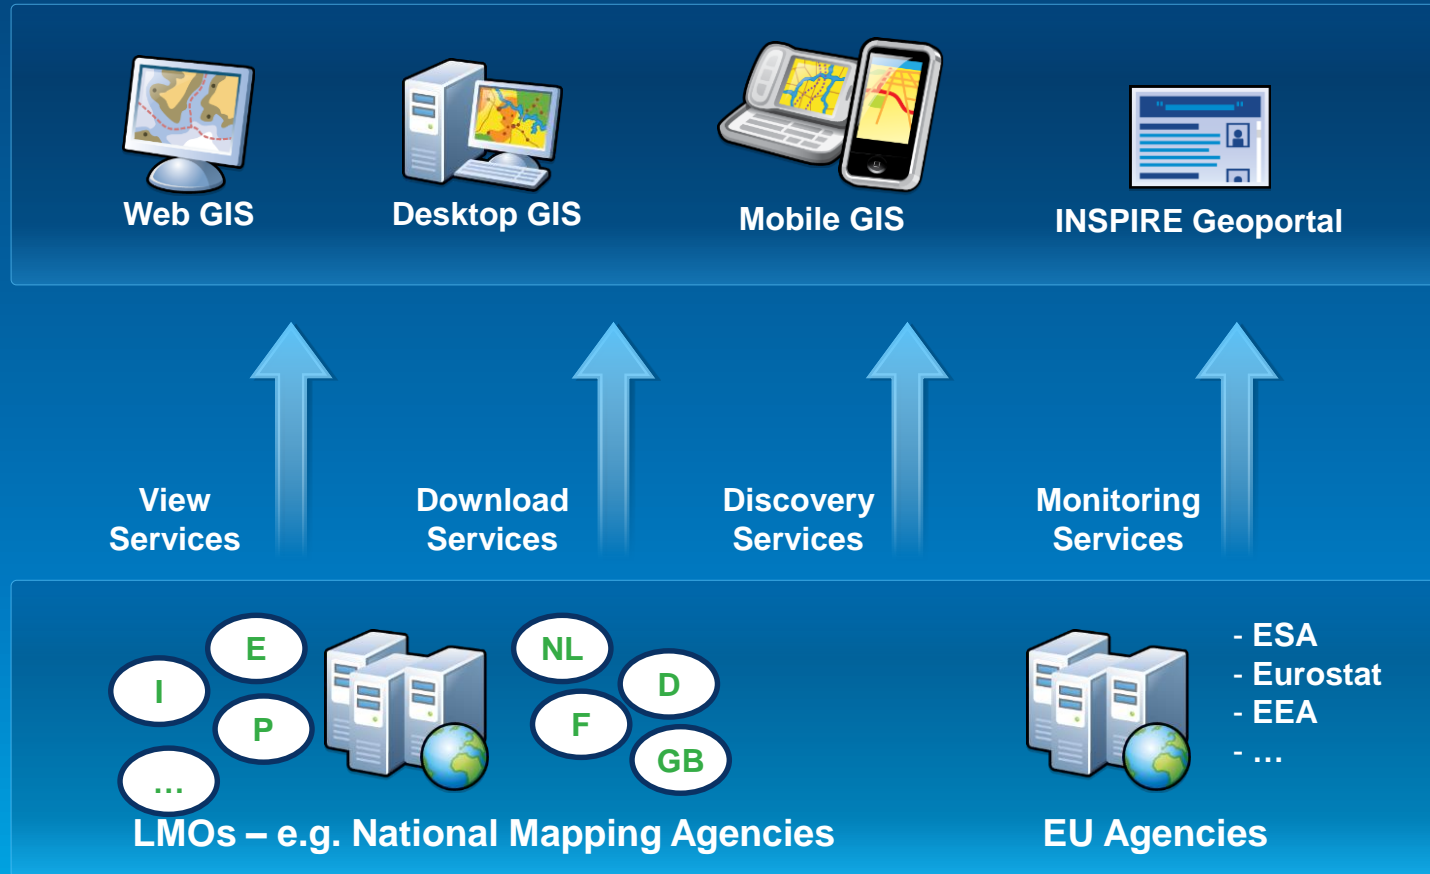 Web GIS
Desktop GIS
Mobile GIS
INSPIRE Geoportal
View
Services
Download
Services
Discovery
Services
Monitoring
Services
E
I
P
…
NL
D
F
GB
- ESA
- Eurostat
- EEA
- …
LMOs – e.g. National Mapping Agencies
EU Agencies